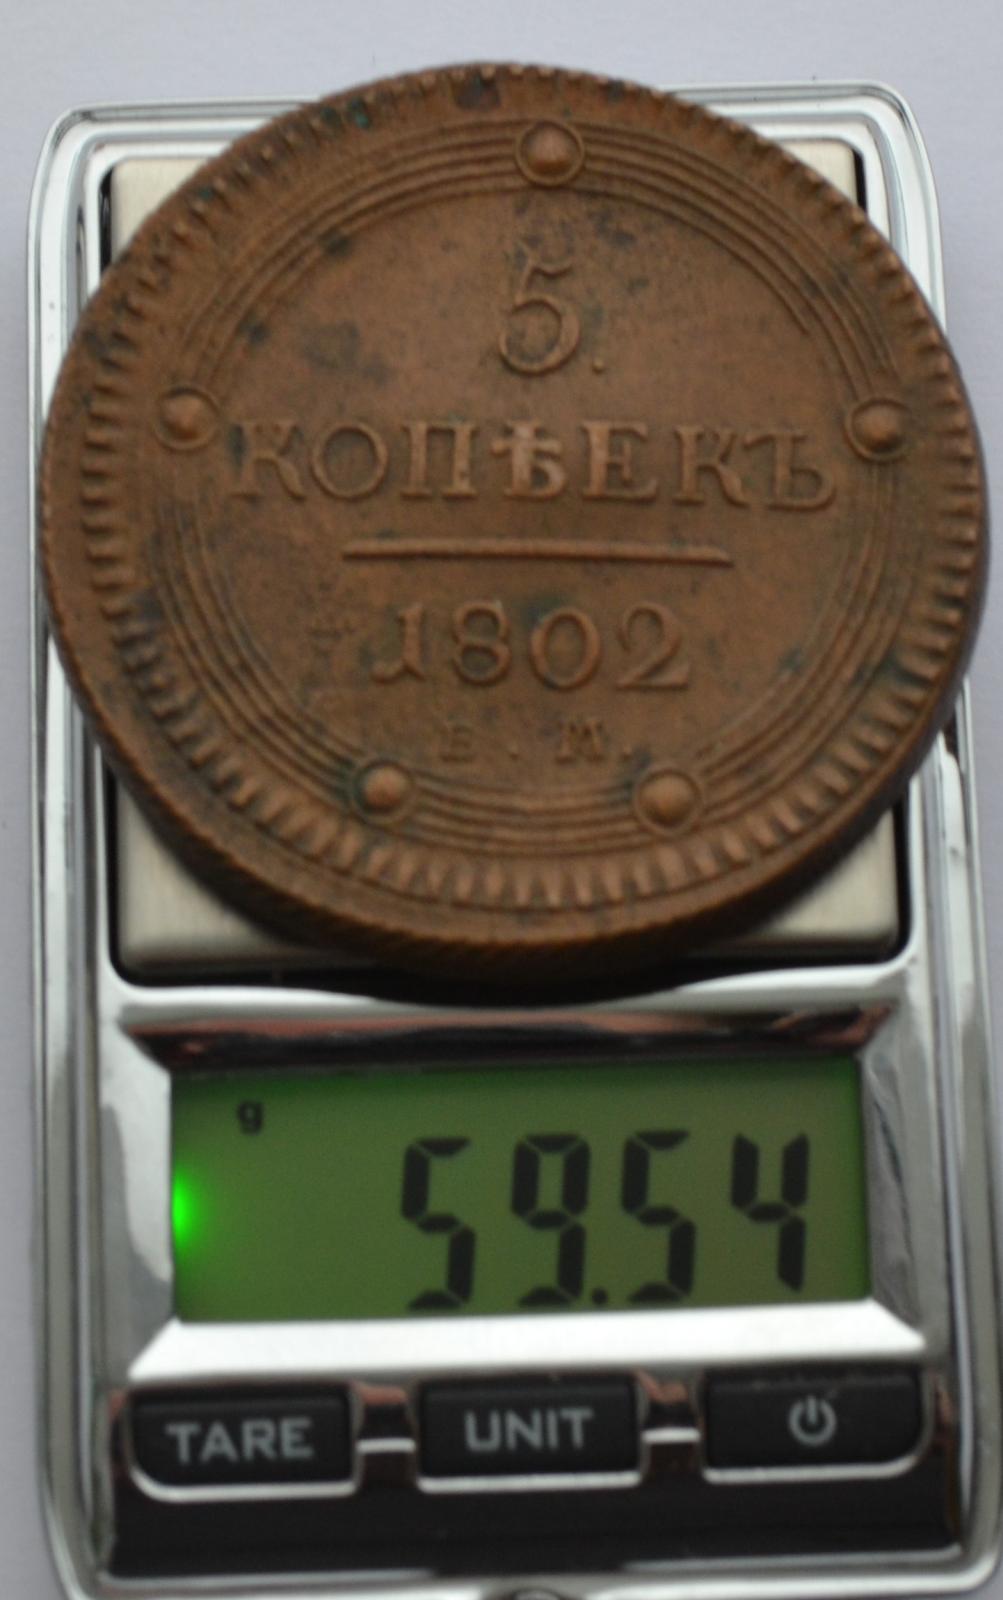 5.
КОПѢЕКЪ
1802
Е. М.
g
59.54
TARE UNIT